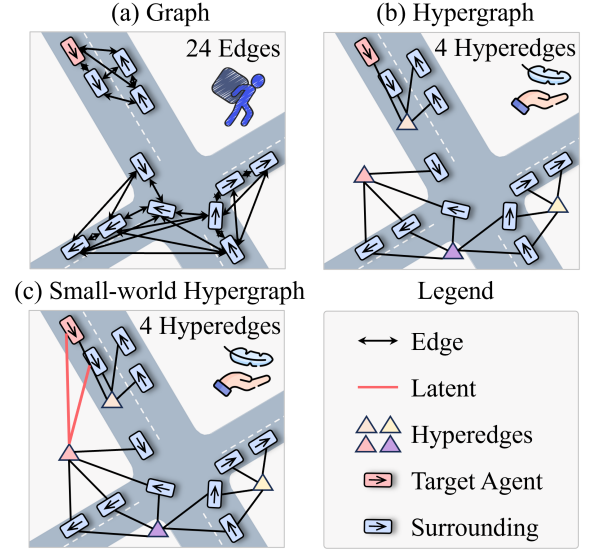 (a) Graph
24 Edges
(b) Hypergraph
4 Hyperedges
(c) Small-world Hypergraph
4 Hyperedges
Legend
Edge
Latent
Hyperedges
Target Agent
Surrounding